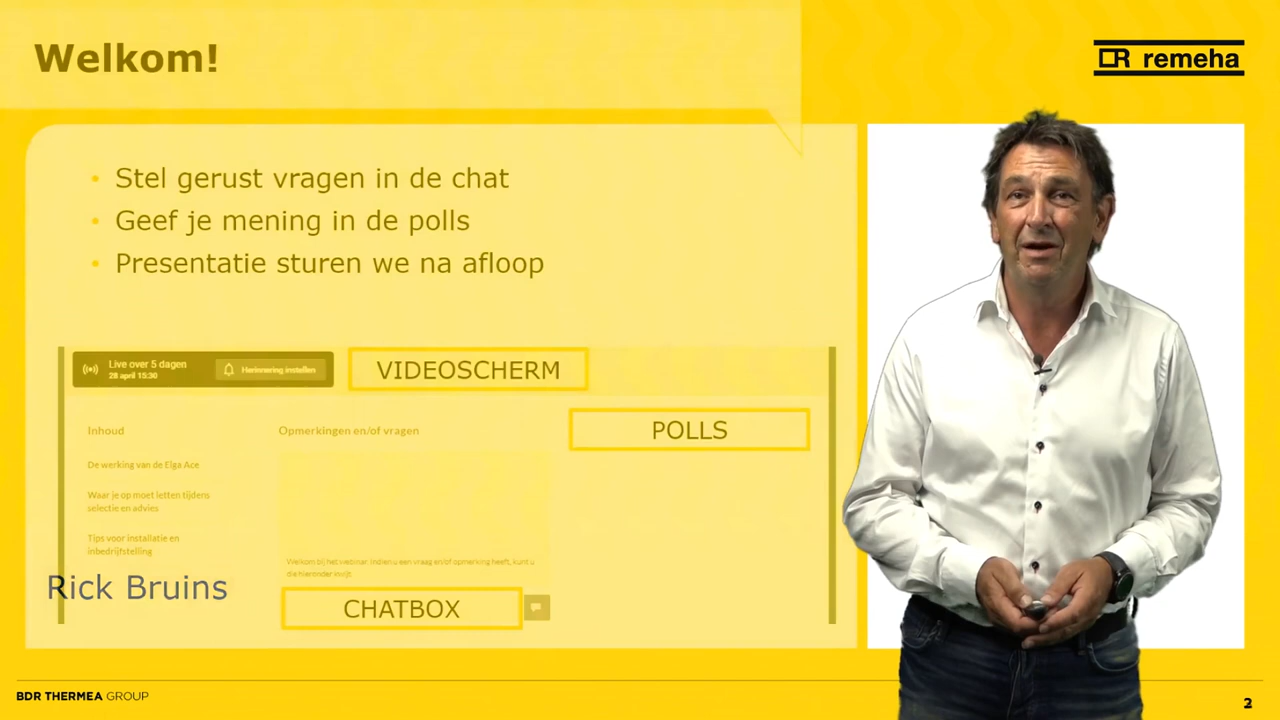 Welkom!
remeha
• Stel gerust vragen in de chat
• Geef je mening in de polls
• Presentatie sturen we na afloop
Live over 5 dagen
28 april 15:30
Herinnering instellen
VIDEOSCHERM
POLLS
Inhoud
Opmerkingen en/of vragen
De werking van de Elga Ace
Waar je op moet letten tijdens
selectie en advies
Tips voor installatie en
inbedrijfstelling
Welkom bij het webinar. Indien u een vraag en/of opmerking heeft, kunt u
die hieronder kwijt.
Rick Bruins
CHATBOX
BDR THERMEA GROUP
2